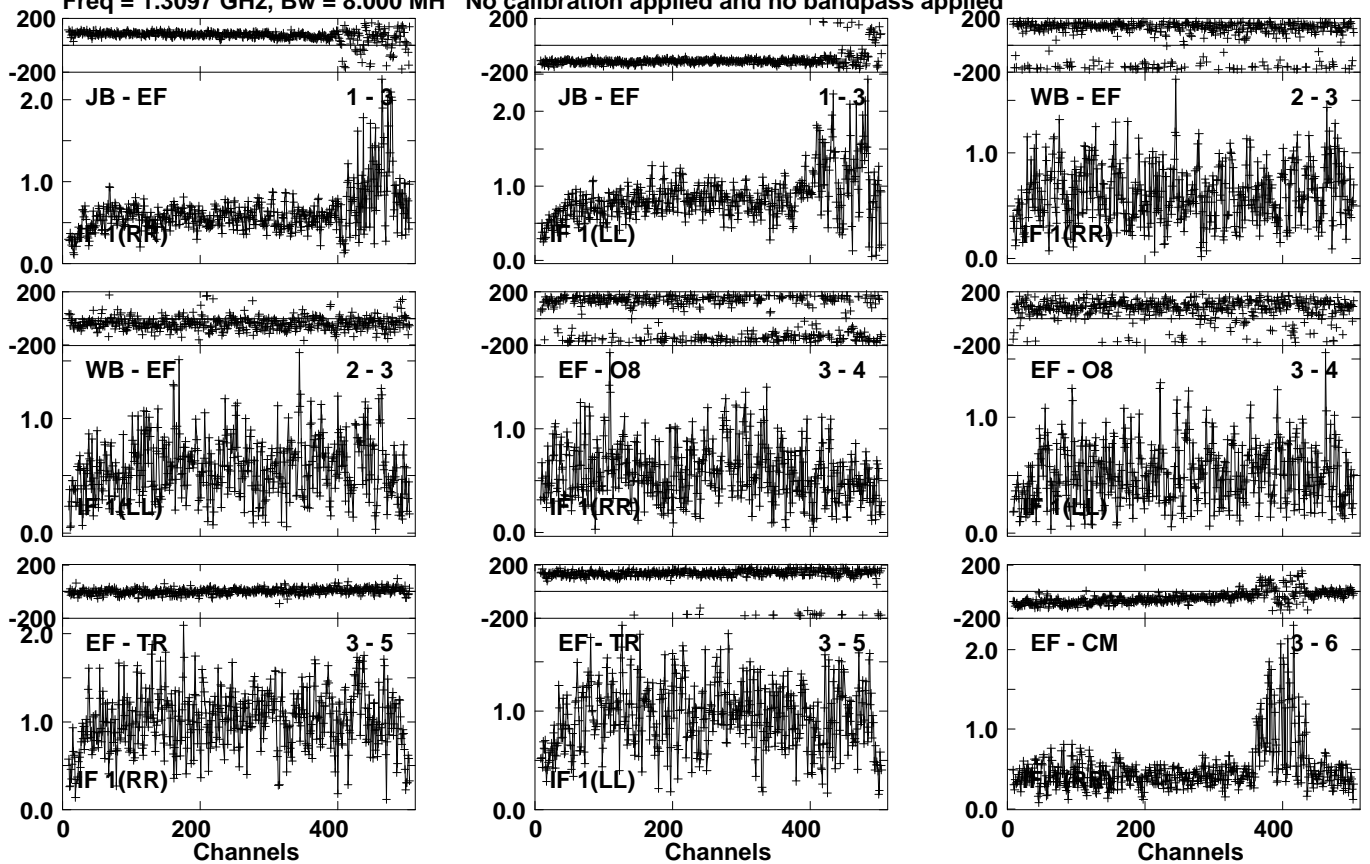 Freq = 1.3097 GHz, Bw = 8.000 MH No calibration applied and no bandpass applied
200
-200
JB - EF 1 - 3
2.0
1.0
IF 1(RR)
0.0
200
-200
JB - EF 1 - 3
2.0
1.0
IF 1(LL)
0.0
200
-200
WB - EF 2 - 3
1.0
IF 1(RR)
0.0
200
-200
WB - EF 2 - 3
1.0
IF 1(LL)
0.0
200
-200
EF - O8 3 - 4
1.0
IF 1(RR)
0.0
200
-200
EF - O8 3 - 4
1.0
IF 1(LL)
0.0
200
-200
2.0
EF - TR 3 - 5
1.0
IF 1(RR)
0.0
0 200 400
Channels
200
-200
EF - TR 3 - 5
2.0
1.0
IF 1(LL)
0.0
0 200 400
Channels
200
-200
EF - CM 3 - 6
2.0
1.0
IF 1(RR)
0.0
0 200 400
Channels